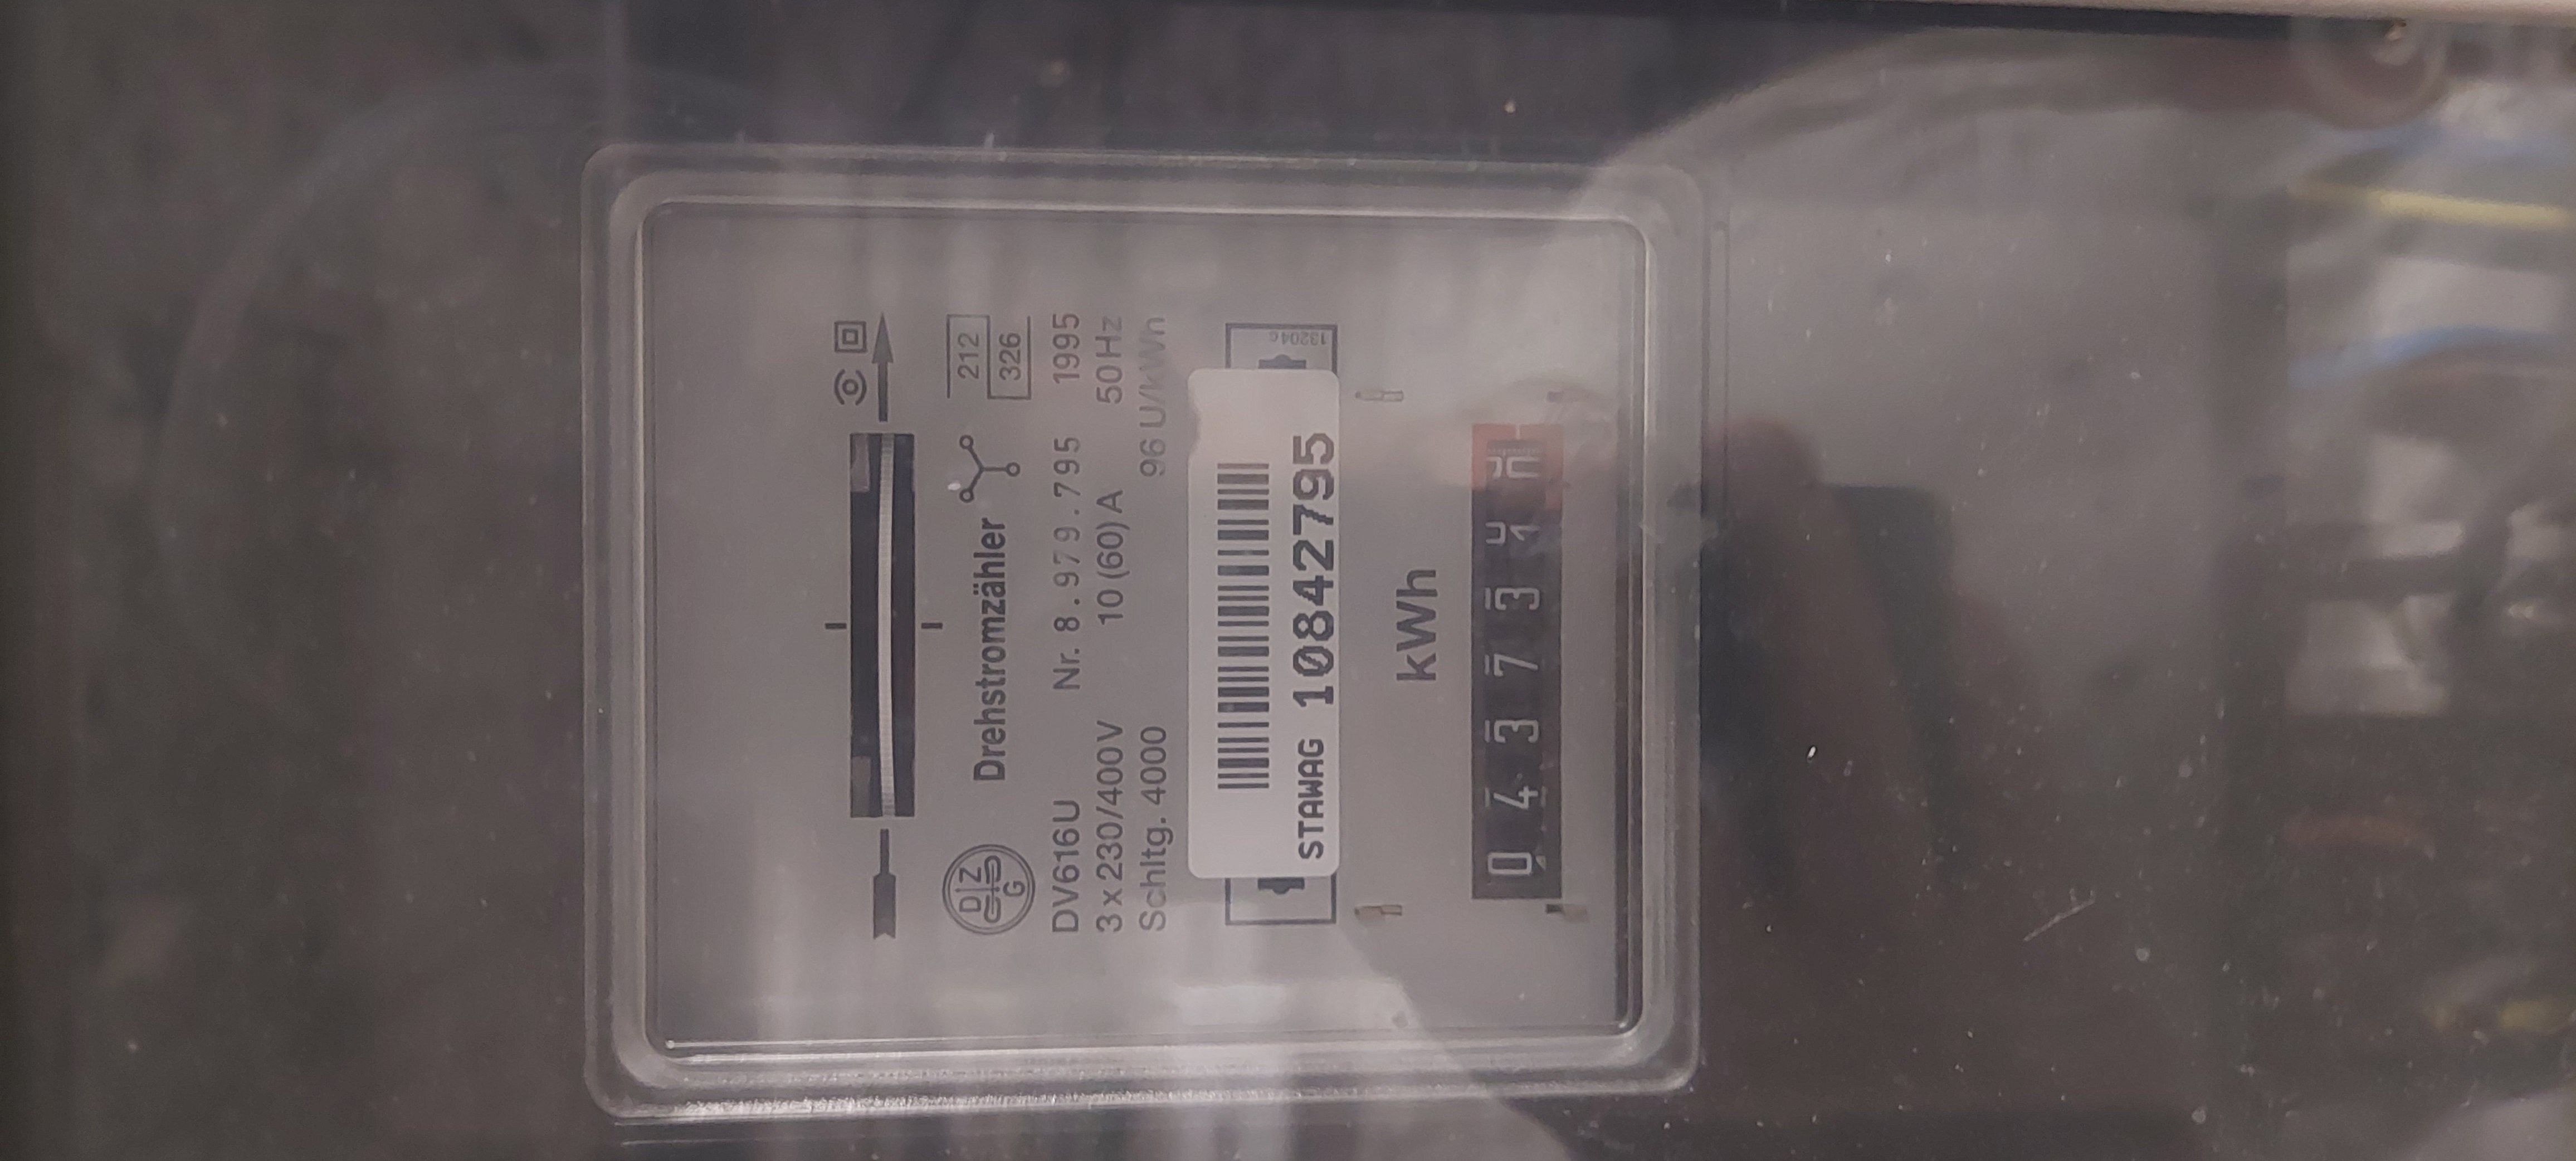 D Z
G
Drehstromzähler
212
326
DV616U Nr. 8.979.795 1995
3 x 230/400 V 10 (60) A 50 Hz
Schltg. 4000 96 U/kWh
STAWAG 10842795
13204c
kWh
0 4 3 7 3